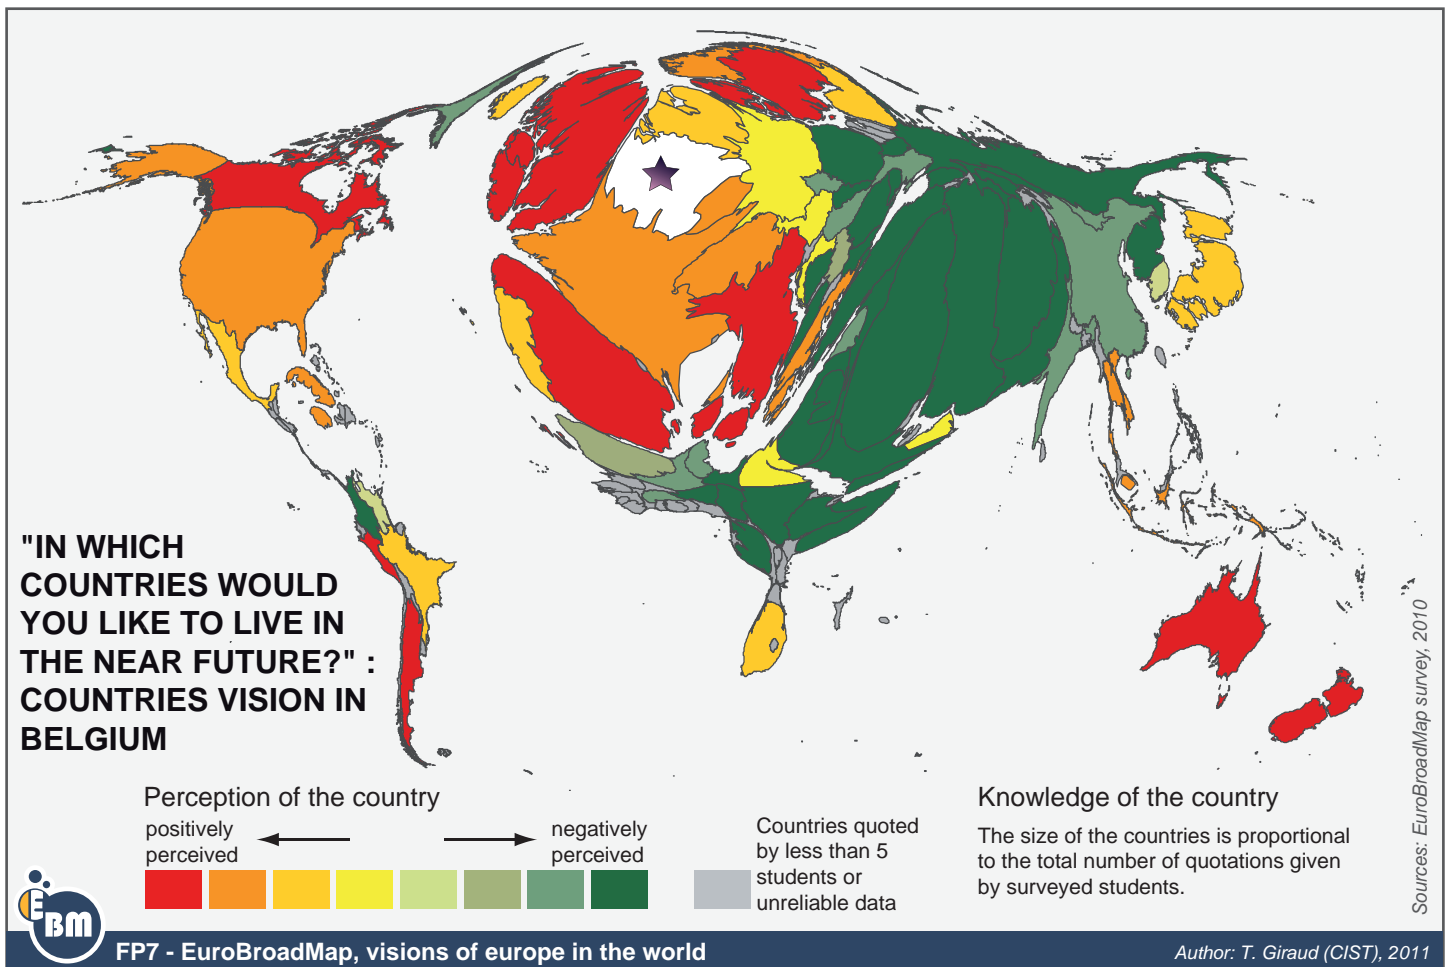 "IN WHICH
COUNTRIES WOULD
YOU LIKE TO LIVE IN
THE NEAR FUTURE?" :
COUNTRIES VISION IN
BELGIUM
Perception of the country
positively
perceived
negatively
perceived
Countries quoted
by less than 5
students or
unreliable data
Knowledge of the country
The size of the countries is proportional
to the total number of quotations given
by surveyed students.
Sources: EuroBroadMap survey, 2010
EBM
FP7 - EuroBroadMap, visions of europe in the world
Author: T. Giraud (CIST), 2011